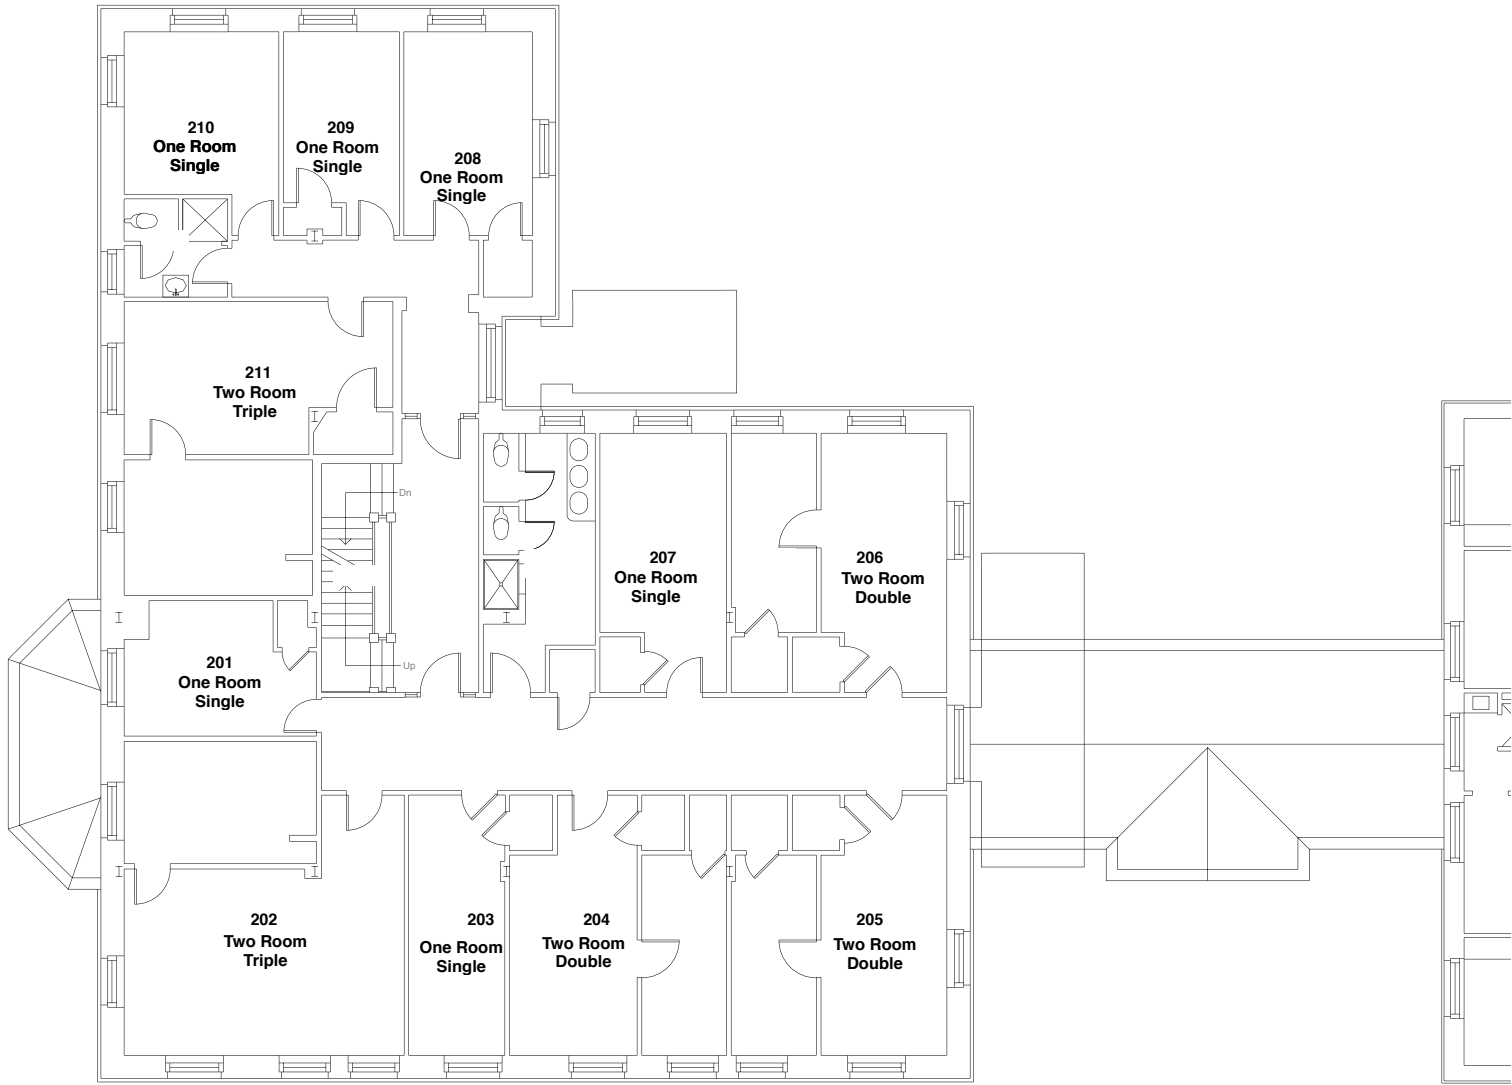 210
One Room
Single
209
One Room
Single
208
One Room
Single
211
Two Room
Triple
Dn
207
One Room
Single
206
Two Room
Double
201
One Room
Single
Up
202
Two Room
Triple
203
One Room
Single
204
Two Room
Double
205
Two Room
Double